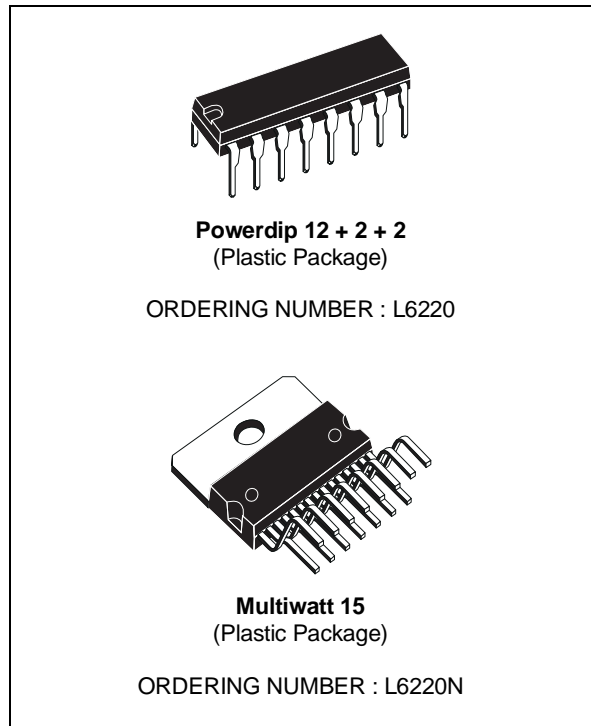 Powerdip 12 + 2 + 2
(Plastic Package)
ORDERING NUMBER : L6220
Multiwatt 15
(Plastic Package)
ORDERING NUMBER : L6220N